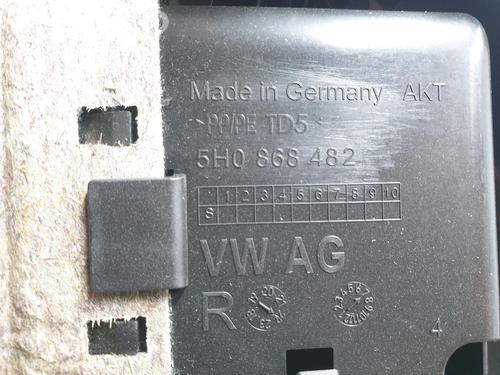 Made in Germany AKT
>PP/PE TD5<
5H0 868 482
1 2 3 4 5 6 7 8 9 10
S
VW AG
R
4